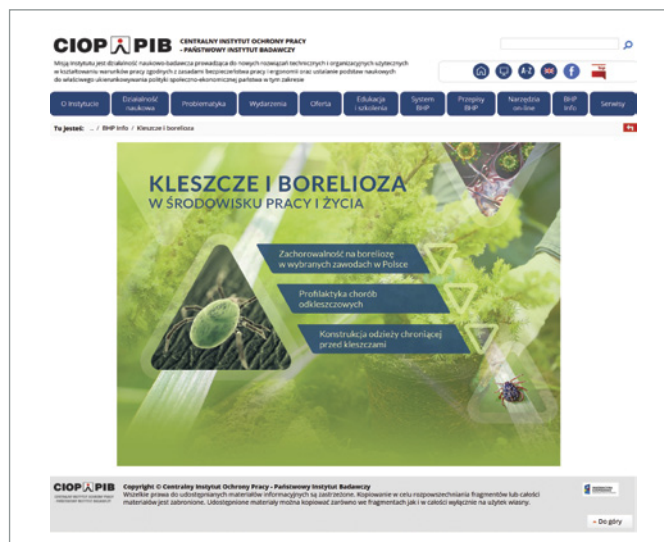 CIOP PIB
CENTRALNY INSTYTUT OCHRONY PRACY
- PAŃSTWOWY INSTYTUT BADAWCZY
Misją Instytutu jest działalność naukowo-badawcza prowadząca do nowych rozwiązań technicznych i organizacyjnych użytecznych
w kształtowaniu warunków pracy zgodnych z zasadami bezpieczeństwa pracy i ergonomii oraz ustalanie podstaw naukowych
do właściwego ukierunkowywania polityki społeczno-ekonomicznej państwa w tym zakresie
A-Z
f
O Instytucie
Działalność
naukowa
Problematyka
Wydarzenia
Oferta
Edukacja
i szkolenia
System
BHP
Przepisy
BHP
Narzędzia
on-line
BHP
Info
Serwisy
Tu jesteś: ... / BHP Info / Kleszcze i borelioza
KLESZCZE I BORELIOZA
W ŚRODOWISKU PRACY I ŻYCIA
Zachorowalność na boreliozę
w wybranych zawodach w Polsce
Profilaktyka chorób
odkleszczowych
Konstrukcja odzieży chroniącej
przed kleszczami
CIOP PIB
Copyright © Centralny Instytut Ochrony Pracy - Państwowy Instytut Badawczy
Wszelkie prawa do udostępnianych materiałów informacyjnych są zastrzeżone. Kopiowanie w celu rozpowszechniania fragmentów lub całości
materiałów jest zabronione. Udostępnione materiały można kopiować zarówno we fragmentach jak i w całości wyłącznie na użytek własny.
Do góry